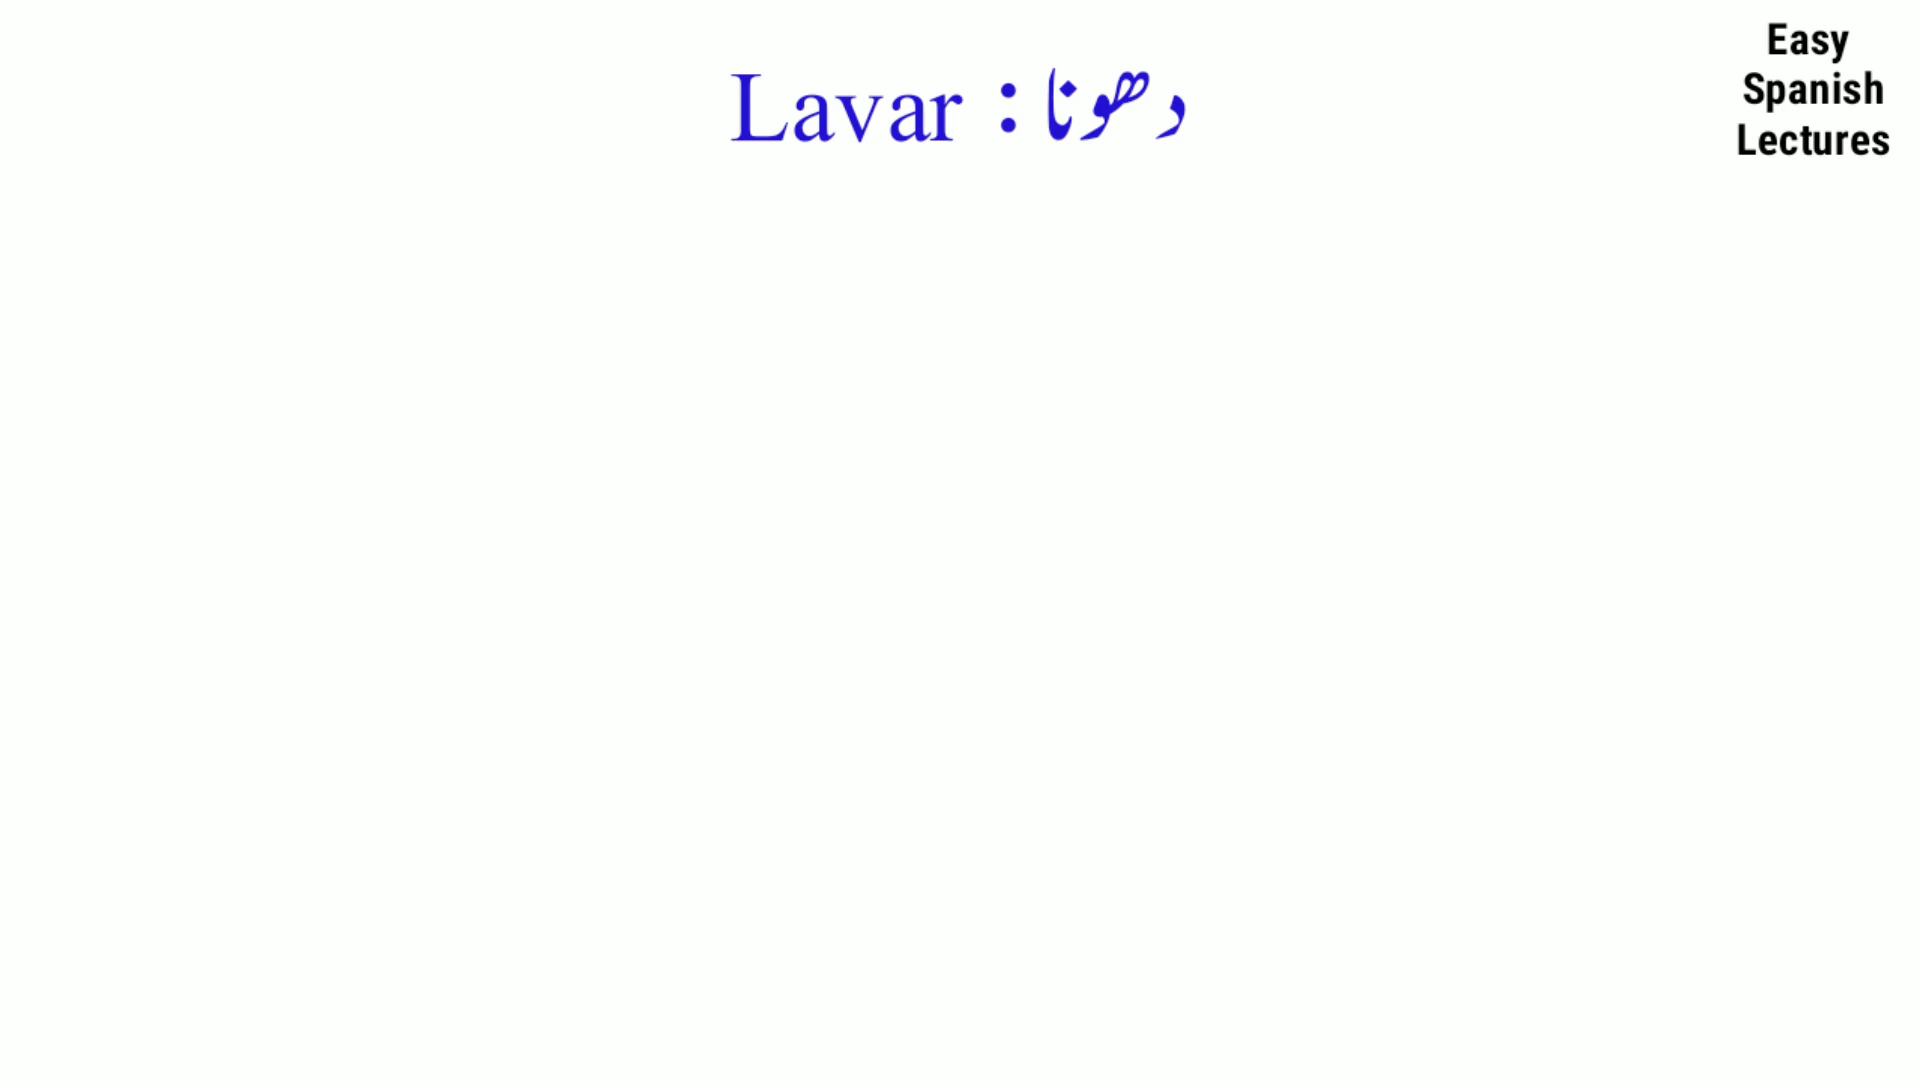 Lavar : دھونا
Easy
Spanish
Lectures